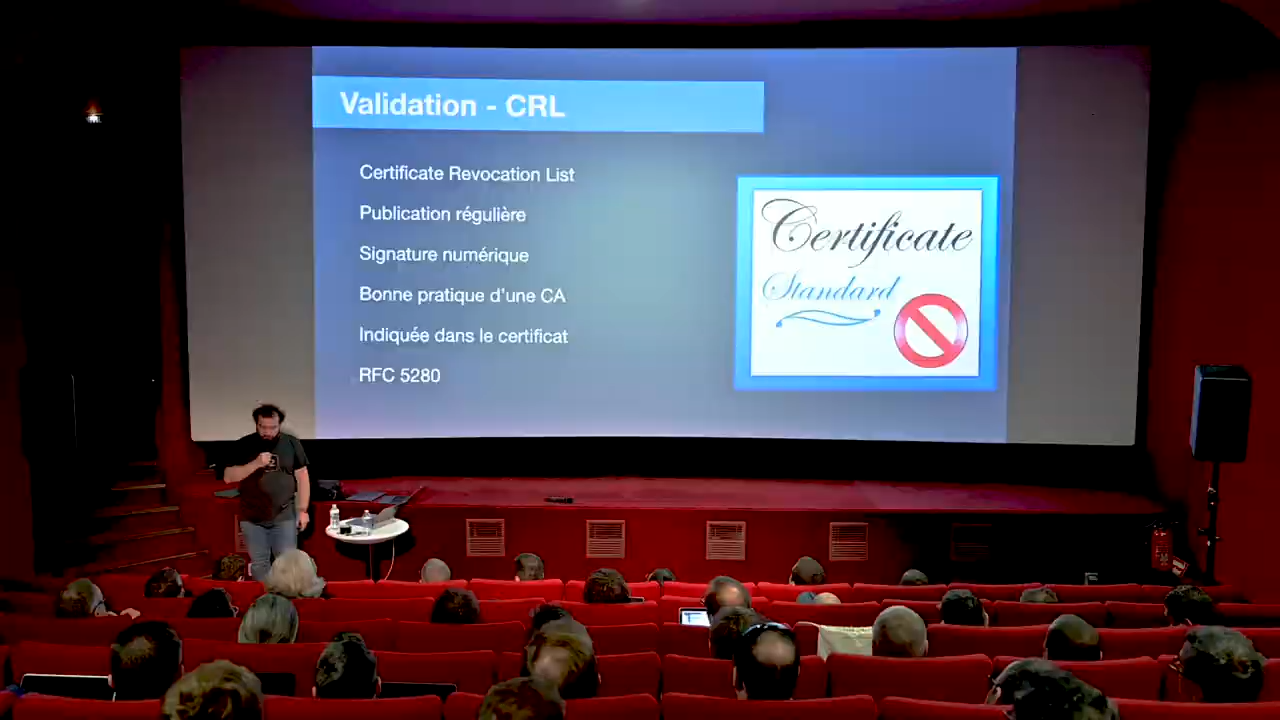 Validation - CRL
Certificate Revocation List
Publication régulière
Signature numérique
Bonne pratique d'une CA
Indiquée dans le certificat
RFC 5280
Certificate
Standard